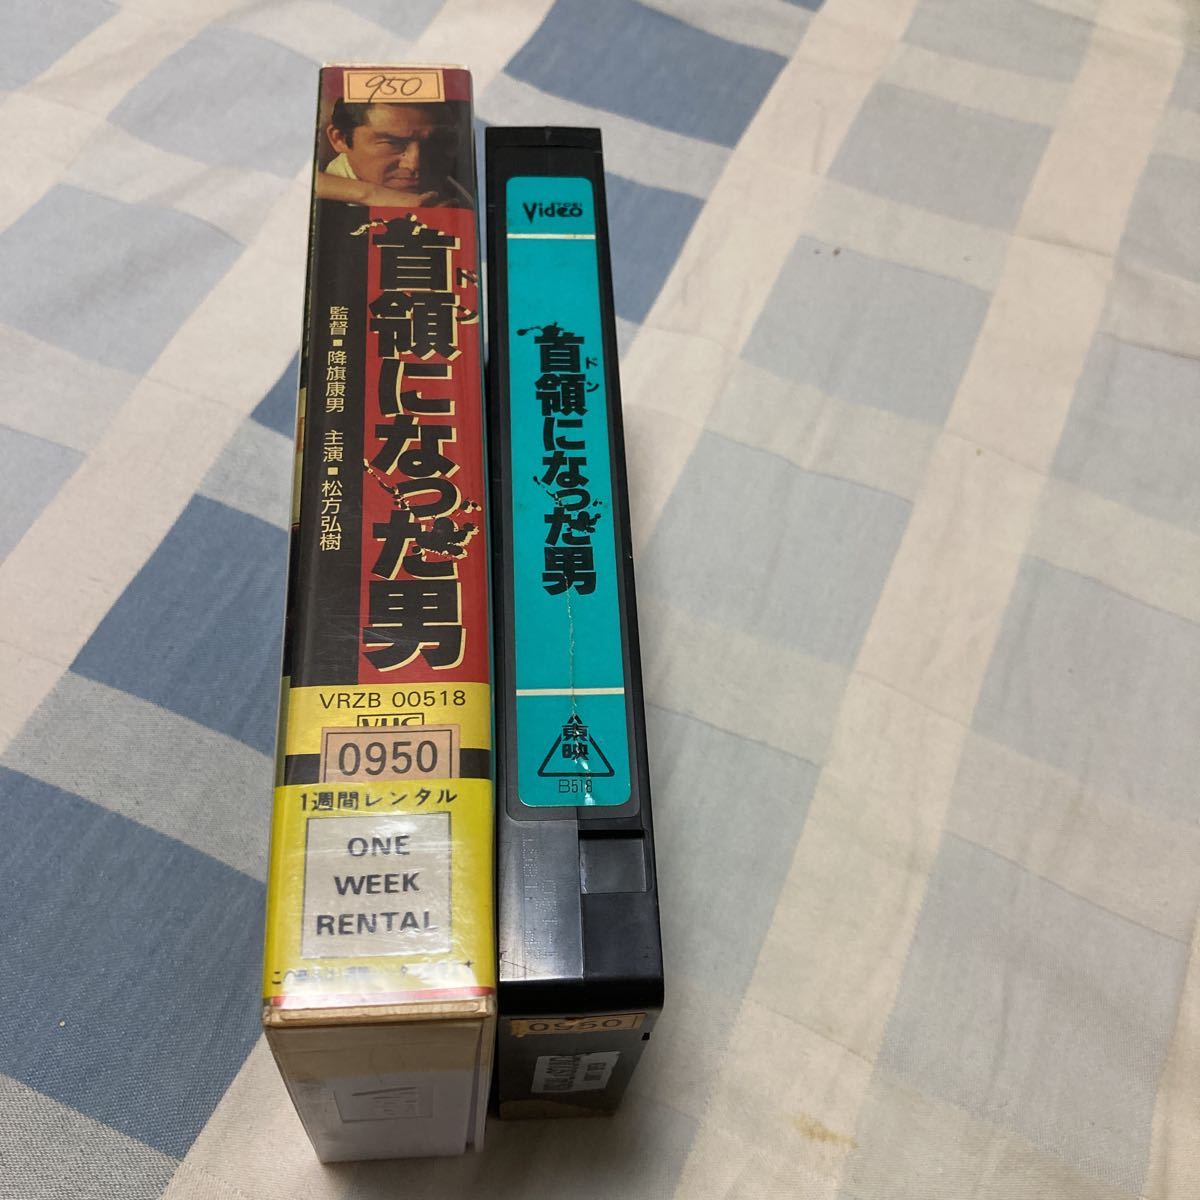 950
首領になった男
ドン
監督■降旗康男 主演■松方弘樹
VRZB 00518
VHS
0950
1週間レンタル
ONE
WEEK
RENTAL
TOEI
Video
首領になった男
ドン
東映
B518
0950